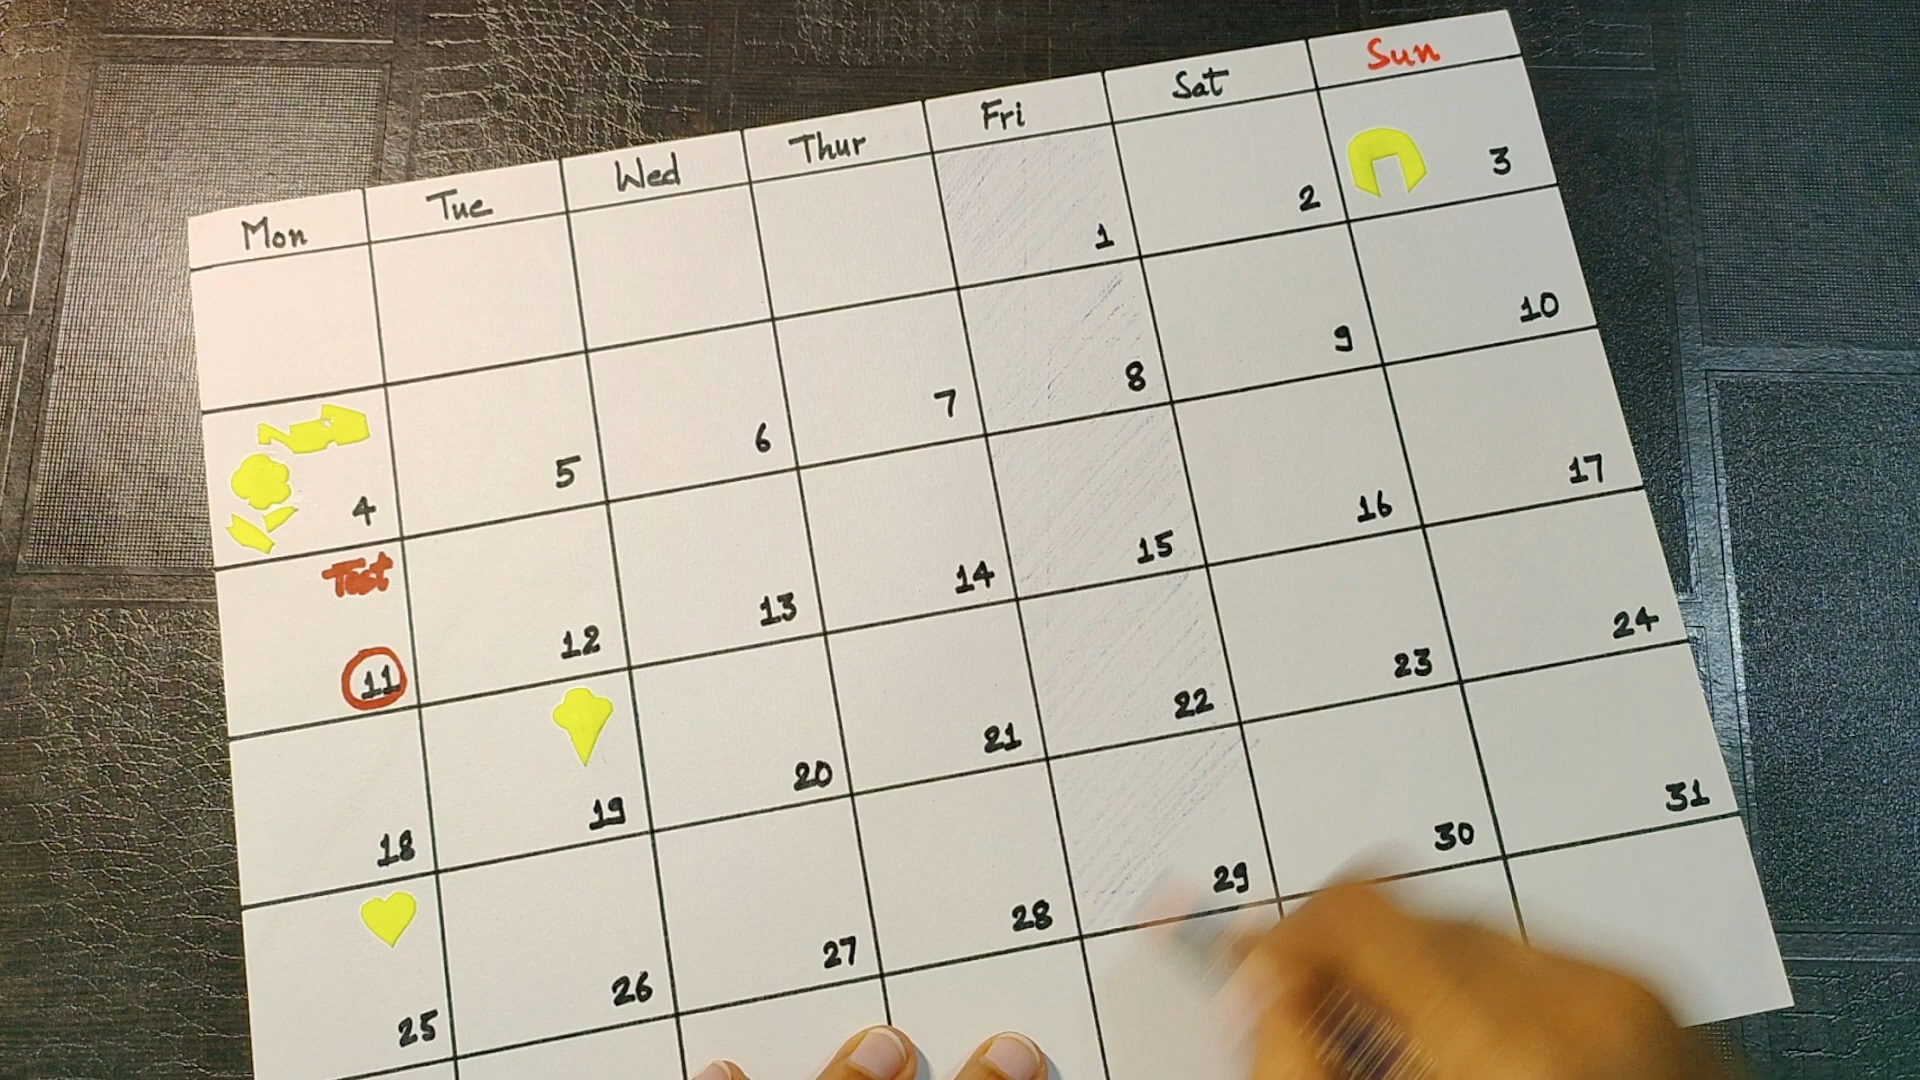 Mon Tue Wed Thur Fri Sat Sun
1 2 3
4 5 6 7 8 9 10
Test
11 12 13 14 15 16 17
18 19 20 21 22 23 24
25 26 27 28 29 30 31